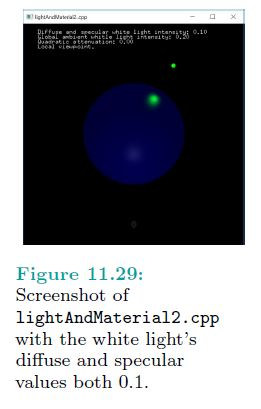 lightAndMaterial2.cpp
Diffuse and specular white light intensity: 0.10
Global ambient white light intensity: 0.20
Quadratic attenuation: 0.00
Local viewpoint.
Figure 11.29:
Screenshot of
lightAndMaterial2.cpp
with the white light's
diffuse and specular
values both 0.1.